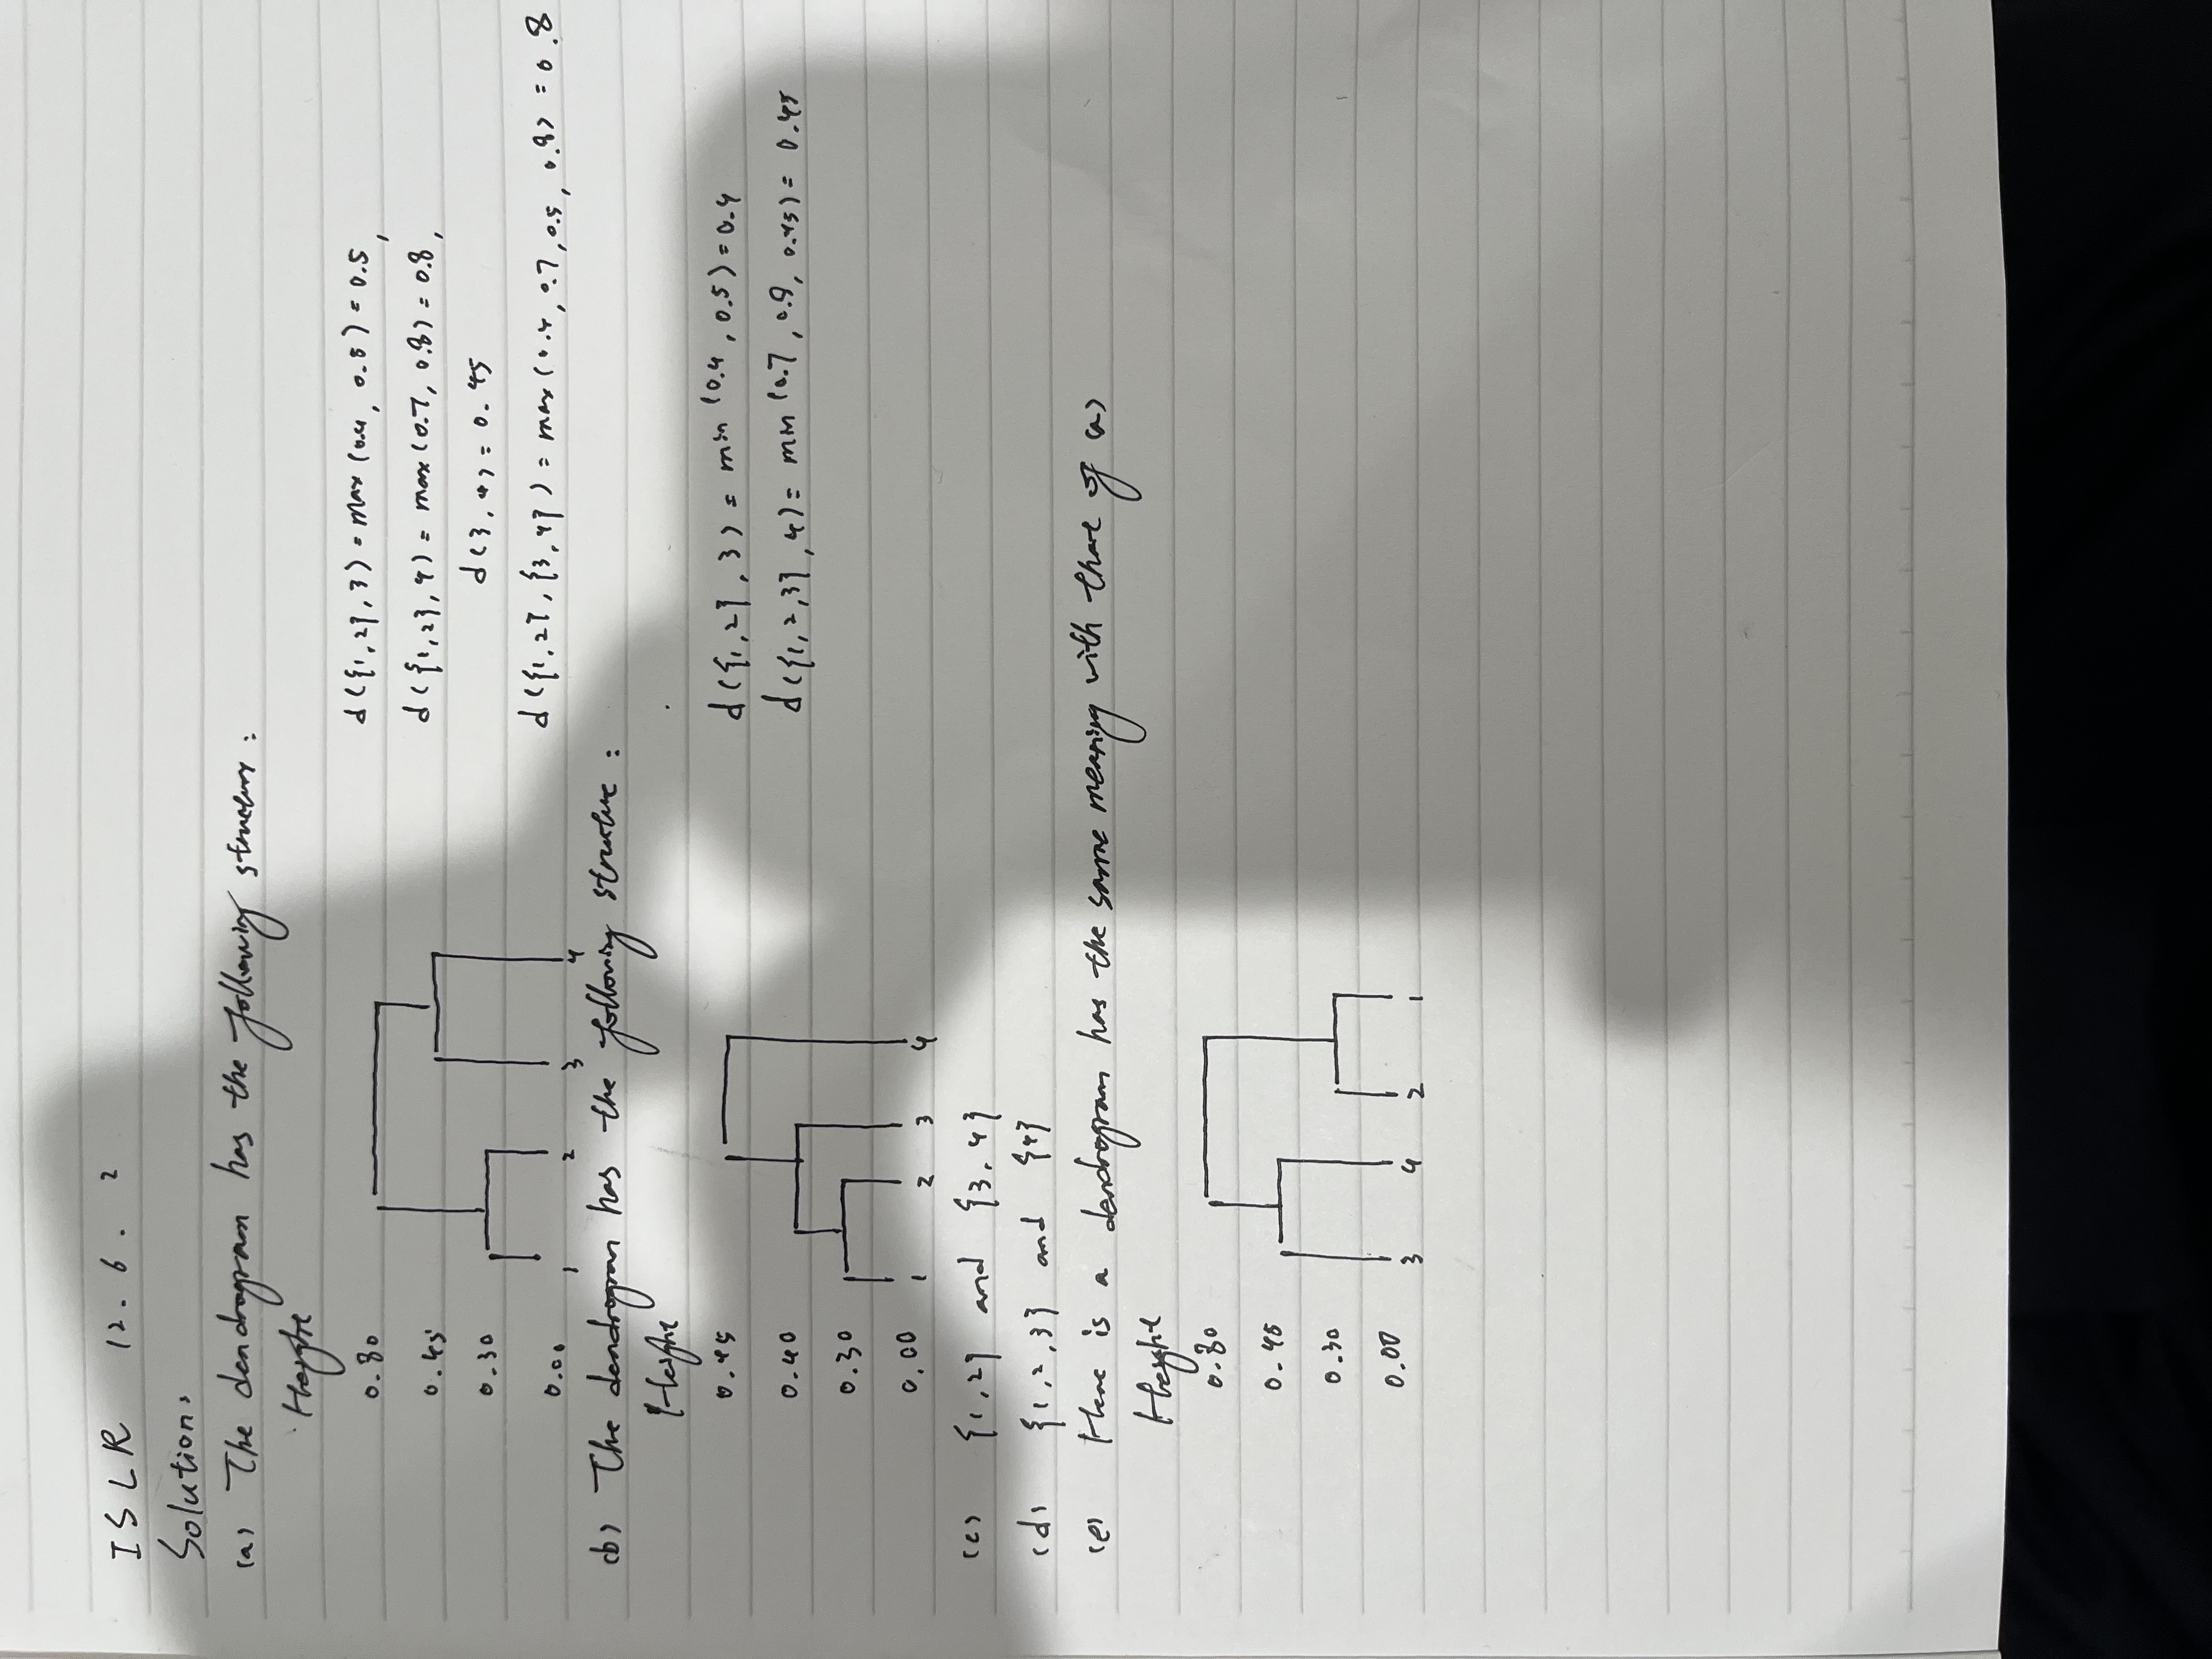 ISLR 12.6.2
Solution:
(a) The dendrogram has the following structure:
Height
0.80
0.45
0.30
0.00
1 2 3 4
d({1,2},3) = max(0.4, 0.5) = 0.5,
d({1,2},4) = max(0.7, 0.8) = 0.8,
d(3,4) = 0.45
d({1,2},{3,4}) = max(0.4, 0.7, 0.5, 0.8) = 0.8
(b) The dendrogram has the following structure:
Height
0.45
0.40
0.30
0.00
1 2 3 4
d({1,2},3) = min(0.4, 0.5) = 0.4
d({1,2,3},4) = min(0.7, 0.8, 0.45) = 0.45
(c) {1,2} and {3,4}
(d) {1,2,3} and {4}
(e) Here is a dendrogram has the same meaning with that of (a)
Height
0.80
0.45
0.30
0.00
3 4 2 1